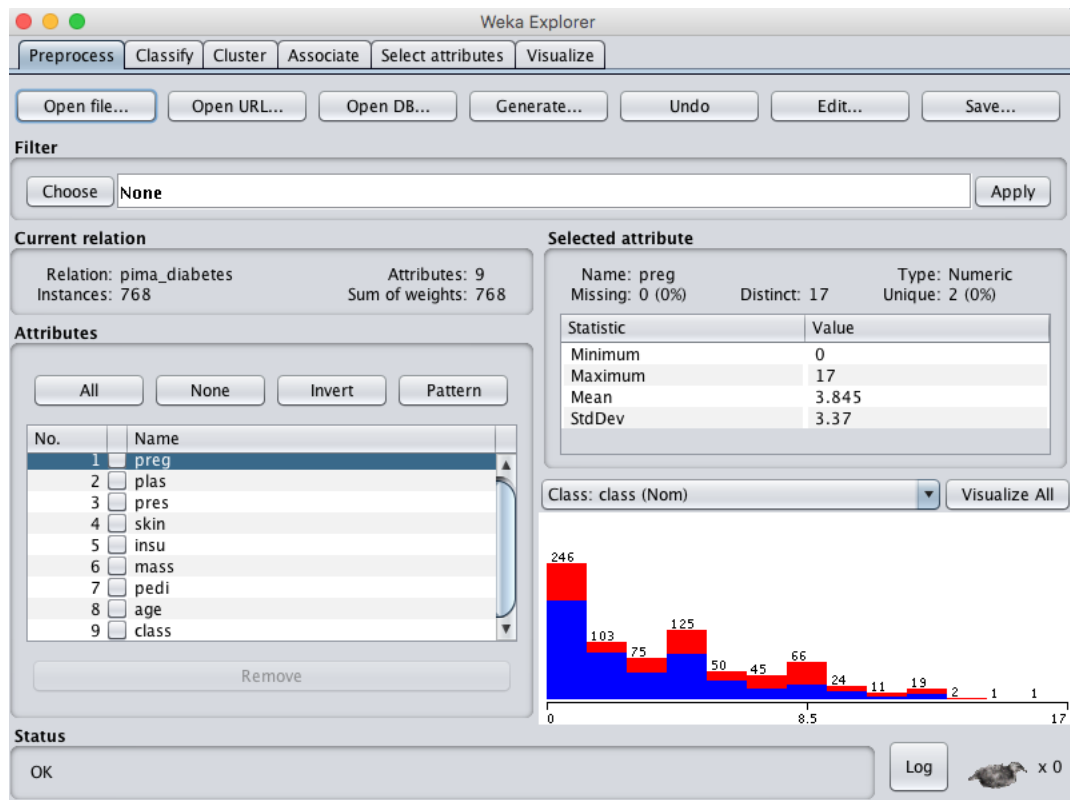 Weka Explorer
Preprocess Classify Cluster Associate Select attributes Visualize
Open file... Open URL... Open DB... Generate... Undo Edit... Save...
Filter
Choose None Apply
Current relation
Relation: pima_diabetes Attributes: 9
Instances: 768 Sum of weights: 768
Attributes
All None Invert Pattern
No. Name
1 preg
2 plas
3 pres
4 skin
5 insu
6 mass
7 pedi
8 age
9 class
Remove
Selected attribute
Name: preg Type: Numeric
Missing: 0 (0%) Distinct: 17 Unique: 2 (0%)
Statistic Value
Minimum 0
Maximum 17
Mean 3.845
StdDev 3.37
Class: class (Nom) Visualize All
246 103 75 125 50 45 66 24 11 19 2 1 1
0 8.5 17
Status
OK Log x 0